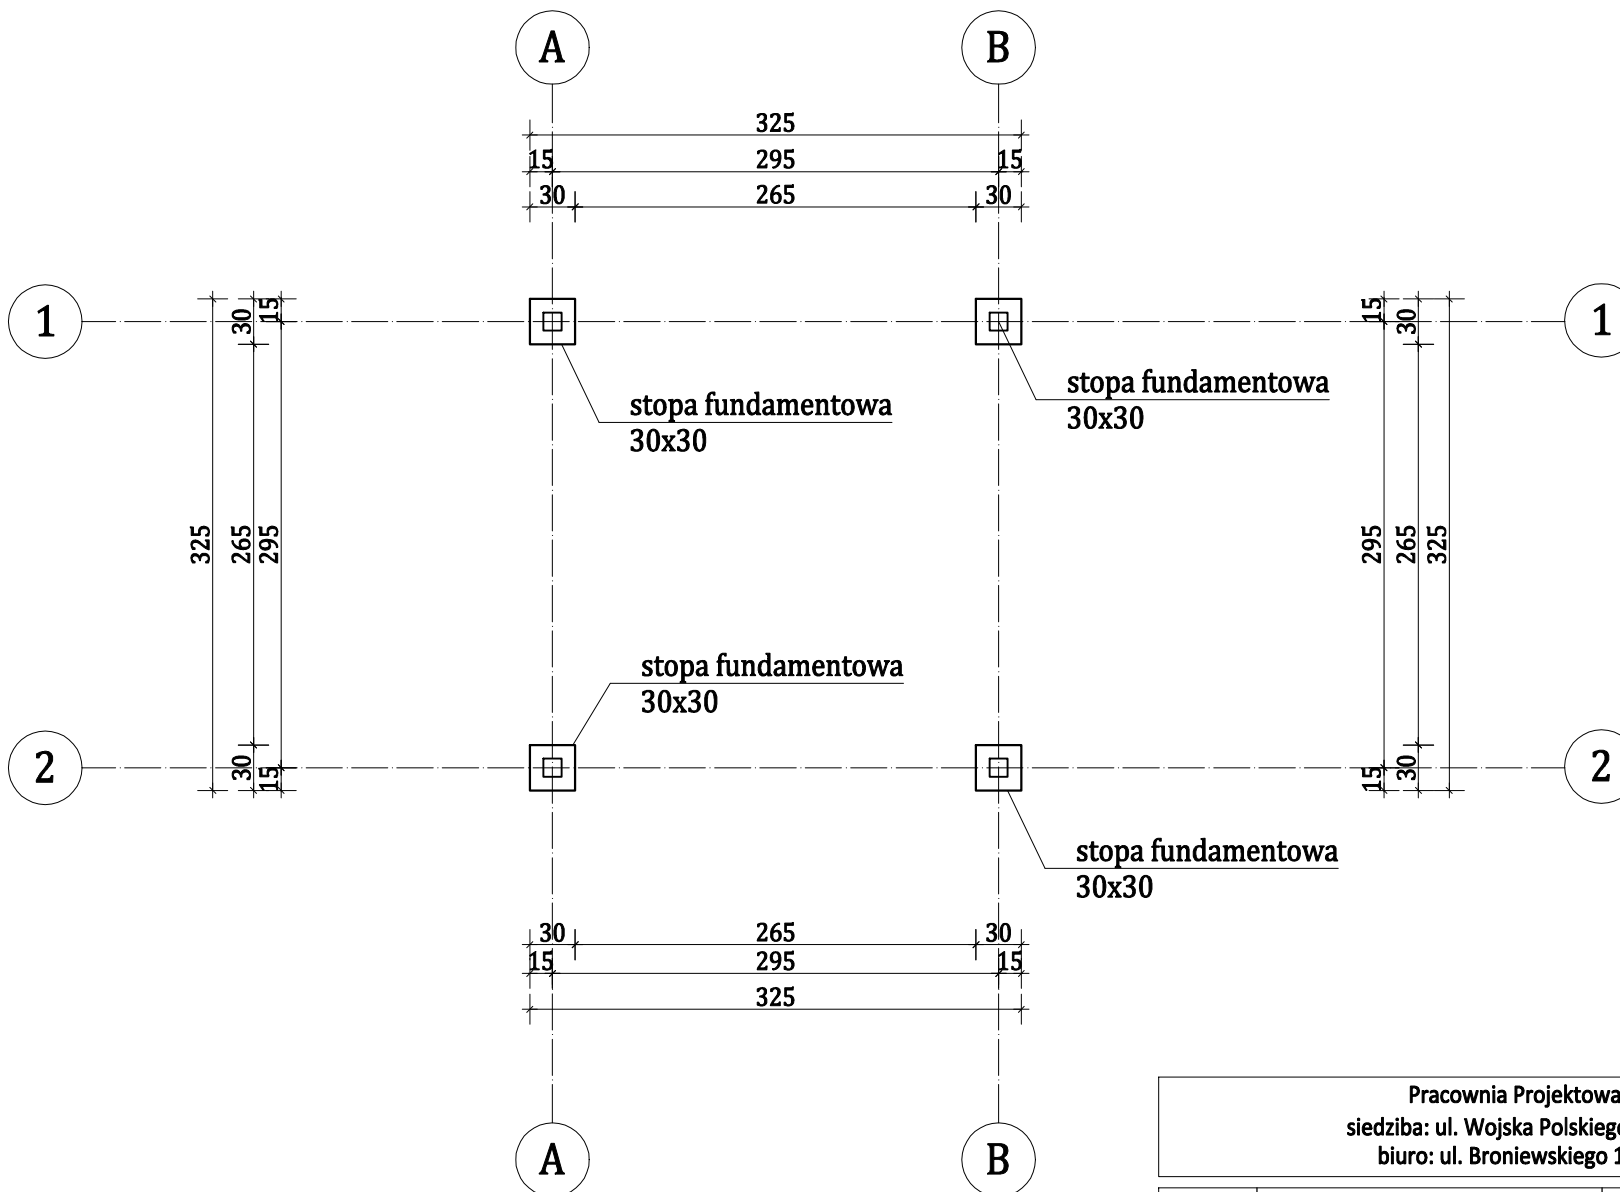 A B
325
15 295 15
30 265 30
1 1
15 15
30 30
stopa fundamentowa
30x30
stopa fundamentowa
30x30
325 265 295 295 265 325
stopa fundamentowa
30x30
2 2
30 30
15 15
stopa fundamentowa
30x30
30 265 30
15 295 15
325
A B
Pracownia Projektowa
siedziba: ul. Wojska Polskiego
biuro: ul. Broniewskiego 1